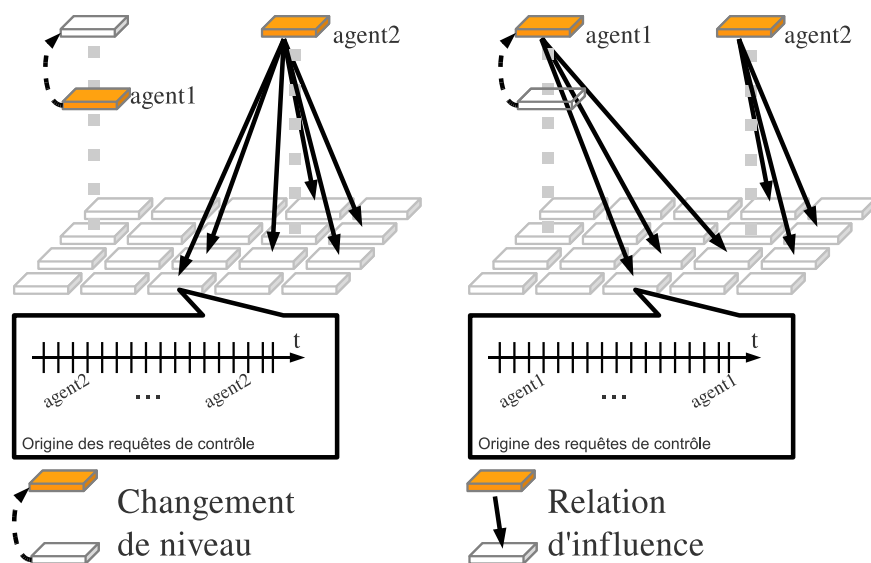 agent2
agent1
agent1
agent2
t
agent2
...
agent2
Origine des requêtes de contrôle
t
agent1
...
agent1
Origine des requêtes de contrôle
Changement
de niveau
Relation
d'influence